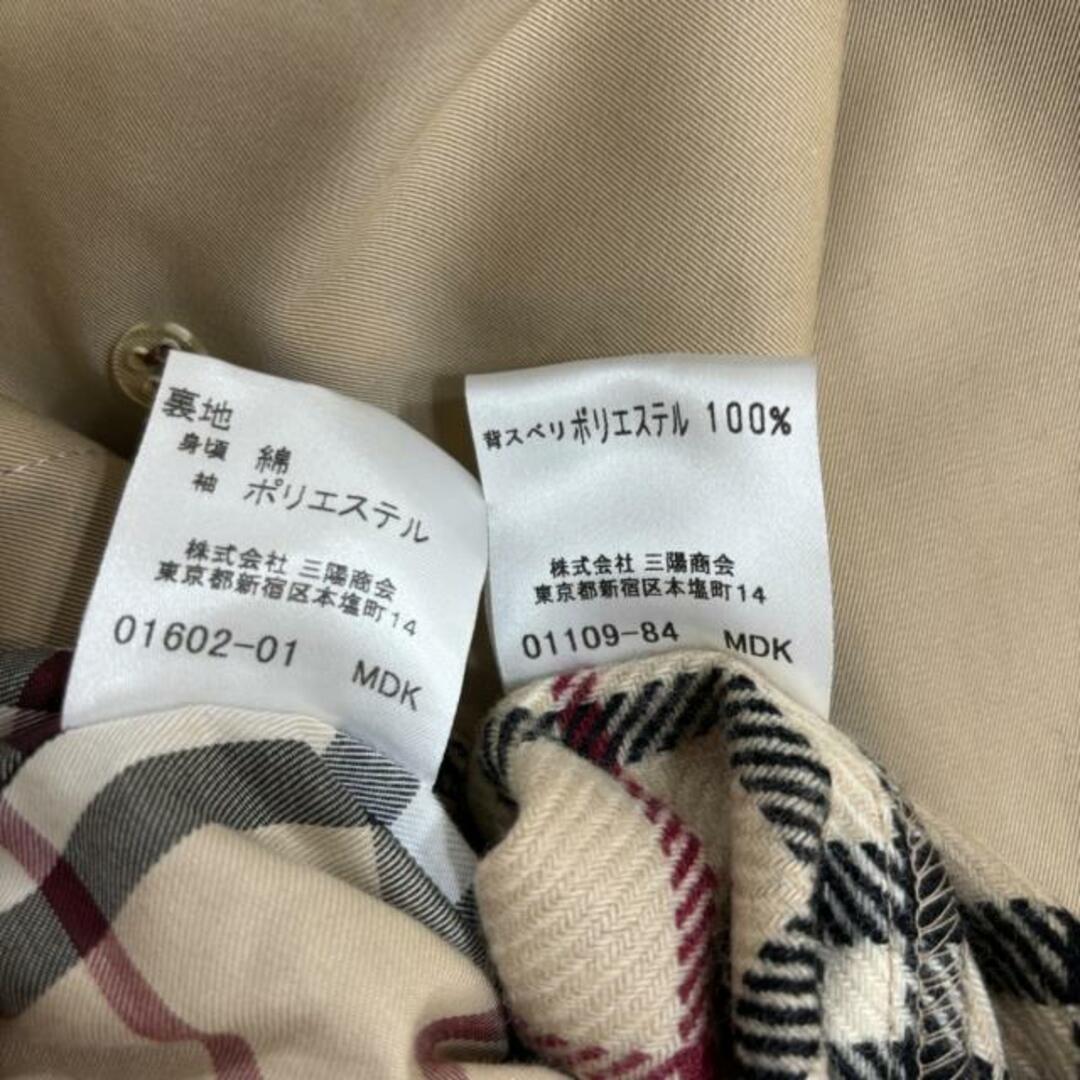 裏地
身頃 綿
袖 ポリエステル
株式会社 三陽商会
東京都新宿区本塩町14
01602-01 MDK
背スベリ ポリエステル 100%
株式会社 三陽商会
東京都新宿区本塩町14
01109-84 MDK